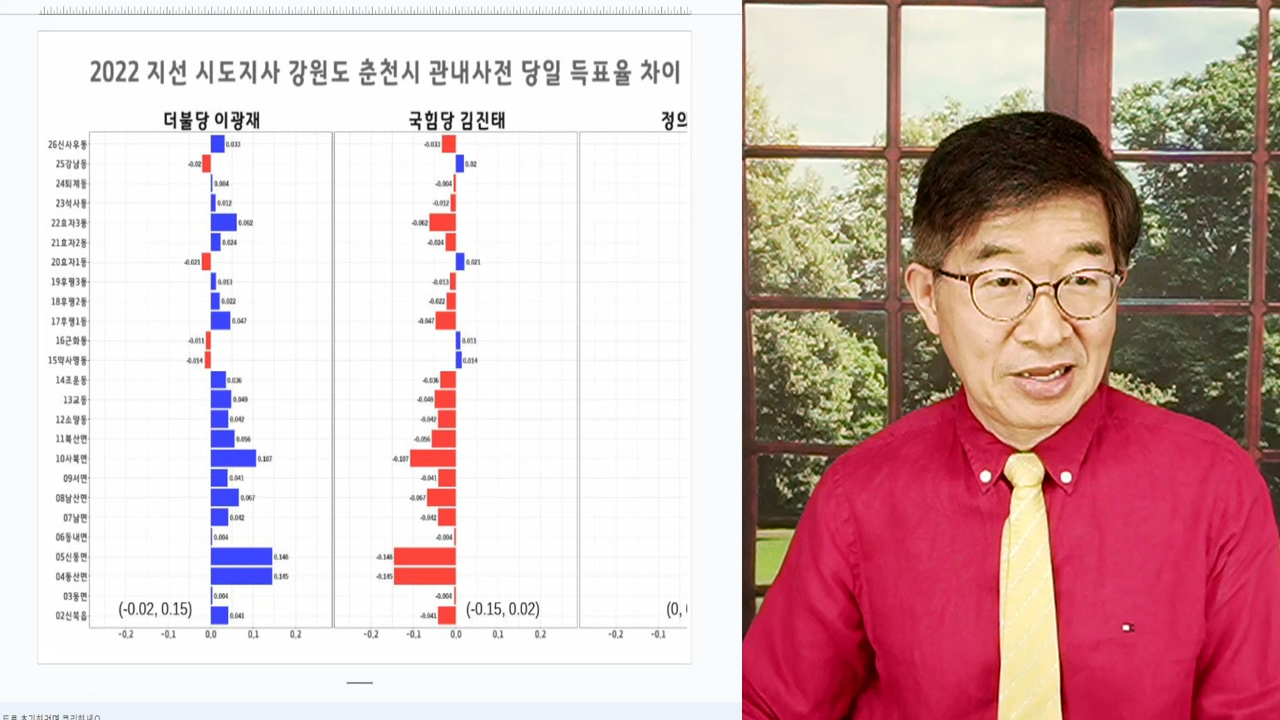 2022 지선 시도지사 강원도 춘천시 관내사전 당일 득표율 차이
더불당 이광재
국힘당 김진태
정의
26신사우동 0.033 -0.033
25강남동 -0.02 0.02
24퇴계동 0.004 -0.004
23석사동 0.012 -0.012
22효자3동 0.062 -0.062
21효자2동 0.024 -0.024
20효자1동 -0.021 0.021
19후평3동 0.013 -0.013
18후평2동 0.022 -0.022
17후평1동 0.047 -0.047
16근화동 -0.011 0.011
15약사명동 -0.014 0.014
14조운동 0.036 -0.036
13교동 0.049 -0.049
12소양동 0.042 -0.042
11북산면 0.056 -0.056
10사북면 0.107 -0.107
09서면 0.041 -0.041
08남산면 0.067 -0.067
07남면 0.042 -0.042
06동내면 0.004 -0.004
05신동면 0.146 -0.146
04동산면 0.145 -0.145
03동면 0.004 -0.004
02신북읍 0.041 -0.041
(-0.02, 0.15) (-0.15, 0.02) (0,
-0.2 -0.1 0.0 0.1 0.2 -0.2 -0.1 0.0 0.1 0.2 -0.2 -0.1